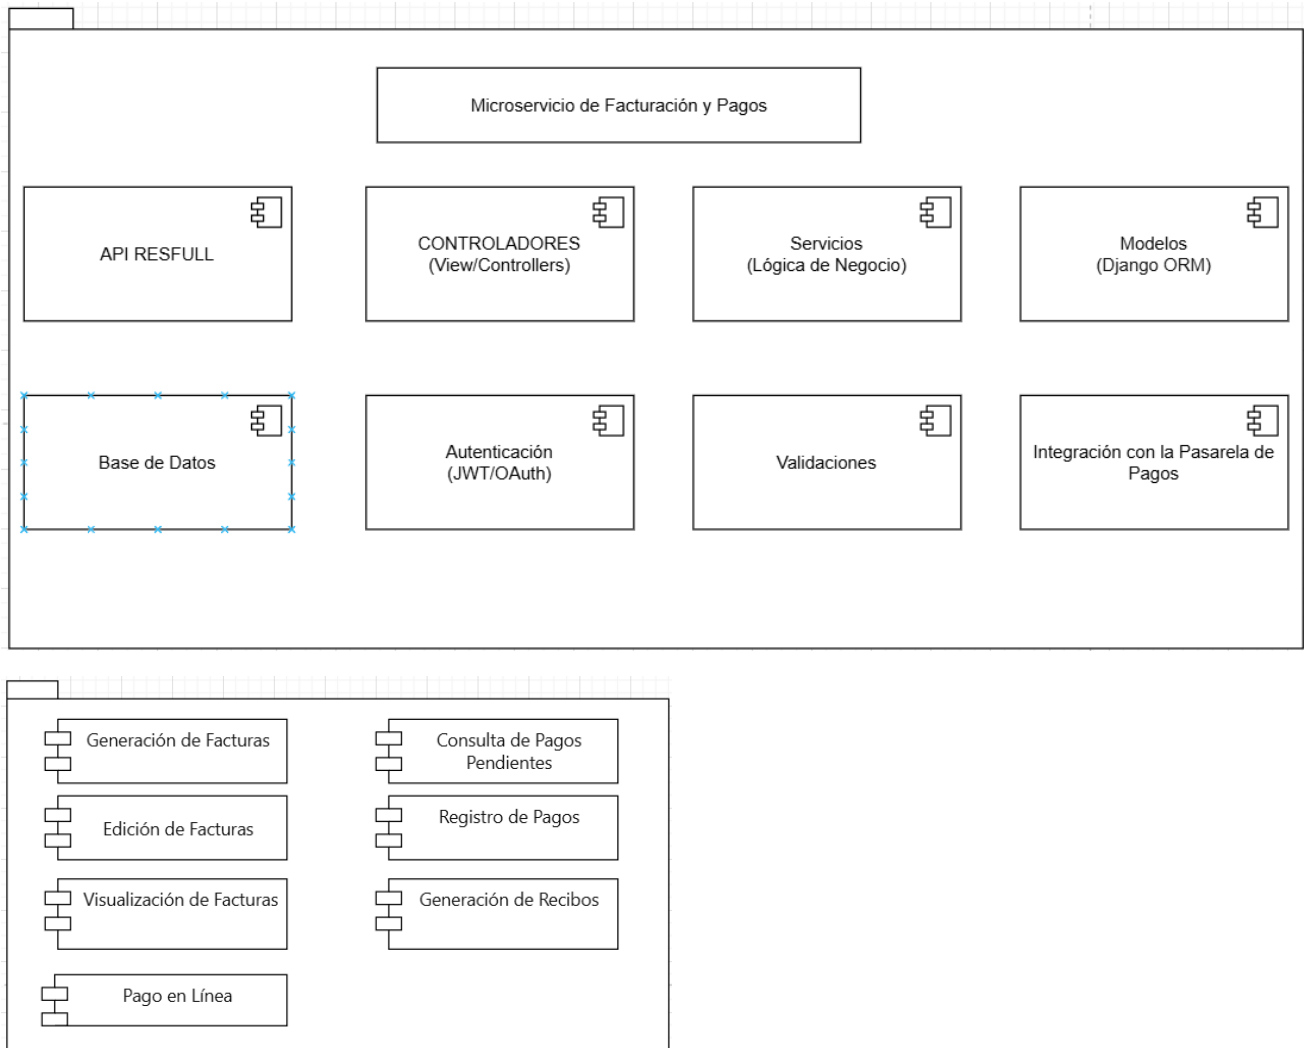 Microservicio de Facturación y Pagos
API RESFULL
CONTROLADORES
(View/Controllers)
Servicios
(Lógica de Negocio)
Modelos
(Django ORM)
Base de Datos
Autenticación
(JWT/OAuth)
Validaciones
Integración con la Pasarela de
Pagos
Generación de Facturas
Consulta de Pagos
Pendientes
Edición de Facturas
Registro de Pagos
Visualización de Facturas
Generación de Recibos
Pago en Línea